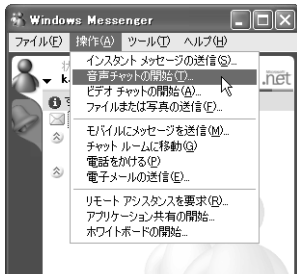 Windows Messenger
ファイル(F) 操作(A) ツール(T) ヘルプ(H)
インスタント メッセージの送信(S)...
音声チャットの開始(T)...
ビデオ チャットの開始(A)...
ファイルまたは写真の送信(F)...
モバイルにメッセージを送信(M)...
チャット ルームに移動(G)
電話をかける(P)
電子メールの送信(E)...
リモート アシスタンスを要求(R)...
アプリケーション共有の開始...
ホワイトボードの開始...
.net